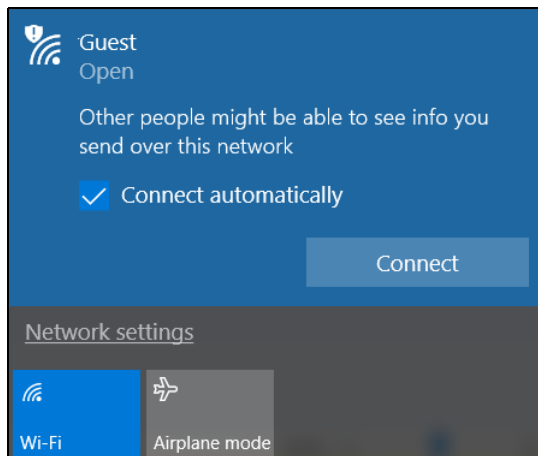 Guest
Open
Other people might be able to see info you
send over this network
Connect automatically
Connect
Network settings
Wi-Fi
Airplane mode